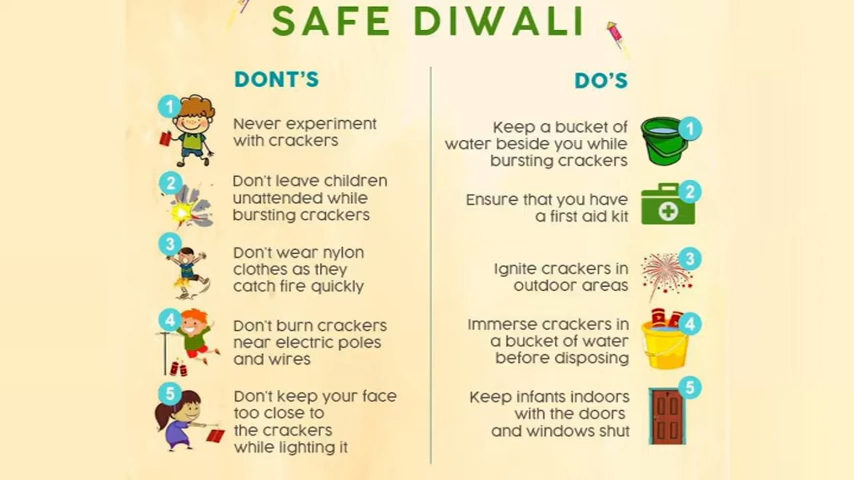 SAFE DIWALI
DONT'S
1
Never experiment
with crackers
2
Don't leave children
unattended while
bursting crackers
3
Don't wear nylon
clothes as they
catch fire quickly
4
Don't burn crackers
near electric poles
and wires
5
Don't keep your face
too close to
the crackers
while lighting it
DO'S
Keep a bucket of
water beside you while
bursting crackers
1
Ensure that you have
a first aid kit
2
Ignite crackers in
outdoor areas
3
Immerse crackers in
a bucket of water
before disposing
4
Keep infants indoors
with the doors
and windows shut
5